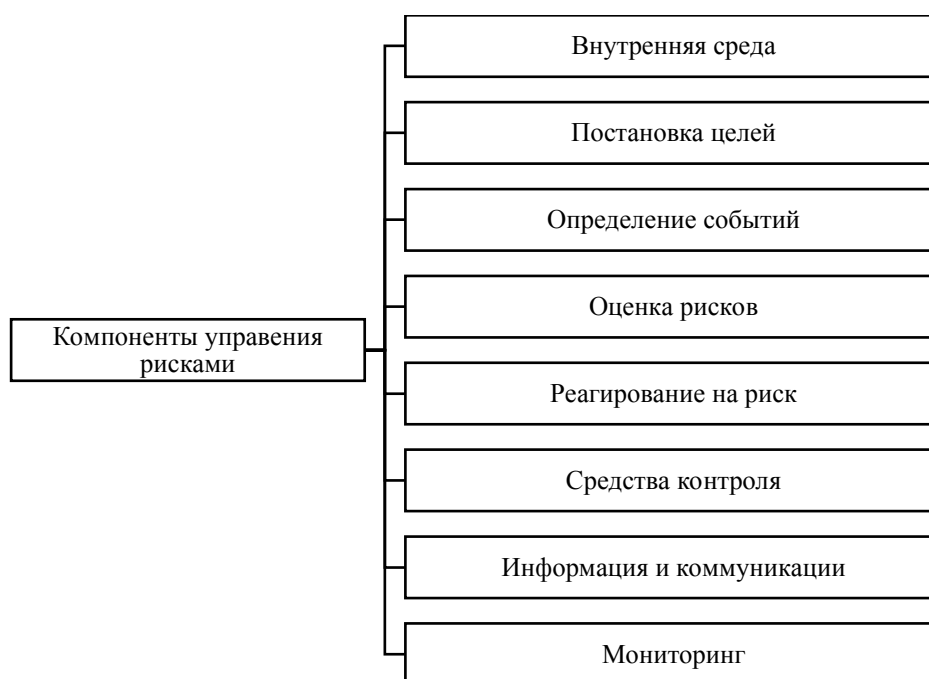 Внутренняя среда
Постановка целей
Определение событий
Оценка рисков
Компоненты управения
рисками
Реагирование на риск
Средства контроля
Информация и коммуникации
Мониторинг